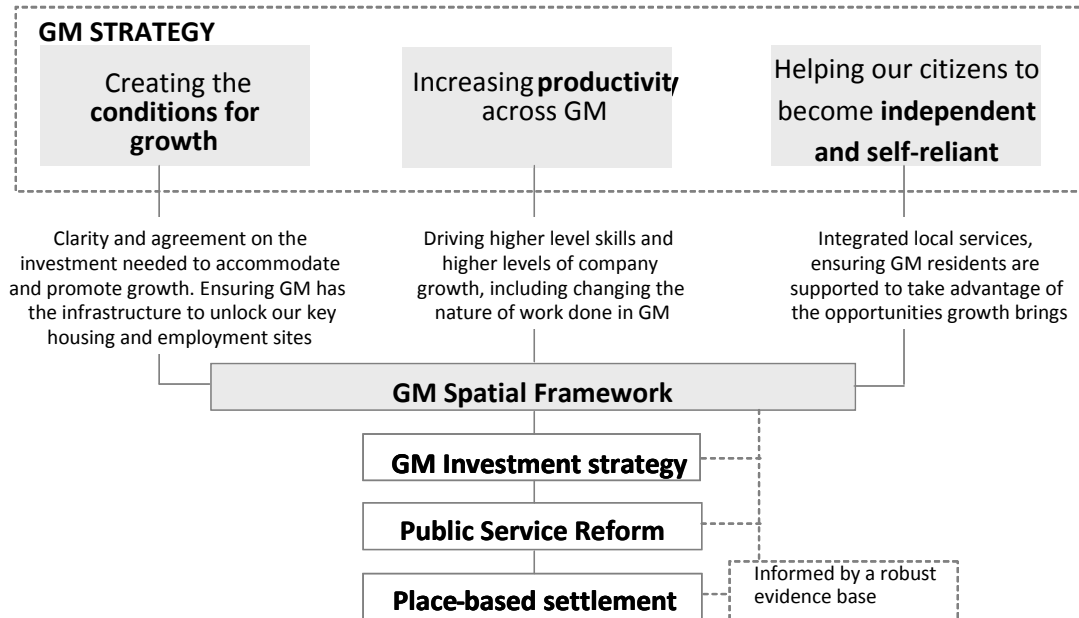 GM STRATEGY
Creating the
conditions for
growth
Increasing productivity
across GM
Helping our citizens to
become independent
and self-reliant
Clarity and agreement on the
investment needed to accommodate
and promote growth. Ensuring GM has
the infrastructure to unlock our key
housing and employment sites
Driving higher level skills and
higher levels of company
growth, including changing the
nature of work done in GM
Integrated local services,
ensuring GM residents are
supported to take advantage of
the opportunities growth brings
GM Spatial Framework
GM Investment strategy
Public Service Reform
Place-based settlement
Informed by a robust
evidence base